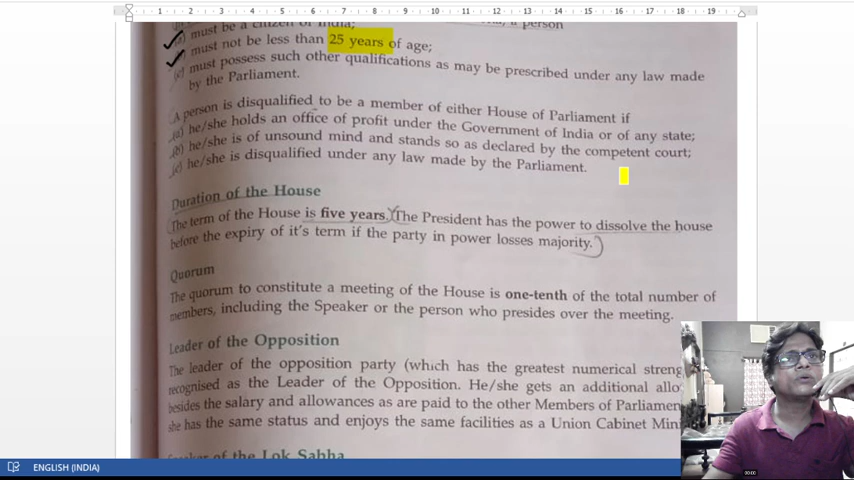 1 2 3 4 5 6 7 8 9 10 11 12 13 14 15 16 17 18 19
a person
must be a citizen of India;
must not be less than 25 years of age;
(c) must possess such other qualifications as may be prescribed under any law made
by the Parliament.
A person is disqualified to be a member of either House of Parliament if
(a) he/she holds an office of profit under the Government of India or of any state;
(b) he/she is of unsound mind and stands so as declared by the competent court;
(c) he/she is disqualified under any law made by the Parliament.
Duration of the House
The term of the House is five years. The President has the power to dissolve the house
before the expiry of it's term if the party in power losses majority.
Quorum
The quorum to constitute a meeting of the House is one-tenth of the total number of
members, including the Speaker or the person who presides over the meeting.
Leader of the Opposition
The leader of the opposition party (which has the greatest numerical streng
recognised as the Leader of the Opposition. He/she gets an additional allo
besides the salary and allowances as are paid to the other Members of Parliamen
she has the same status and enjoys the same facilities as a Union Cabinet Min
Speaker of the Lok Sabha
ENGLISH (INDIA)
00:00